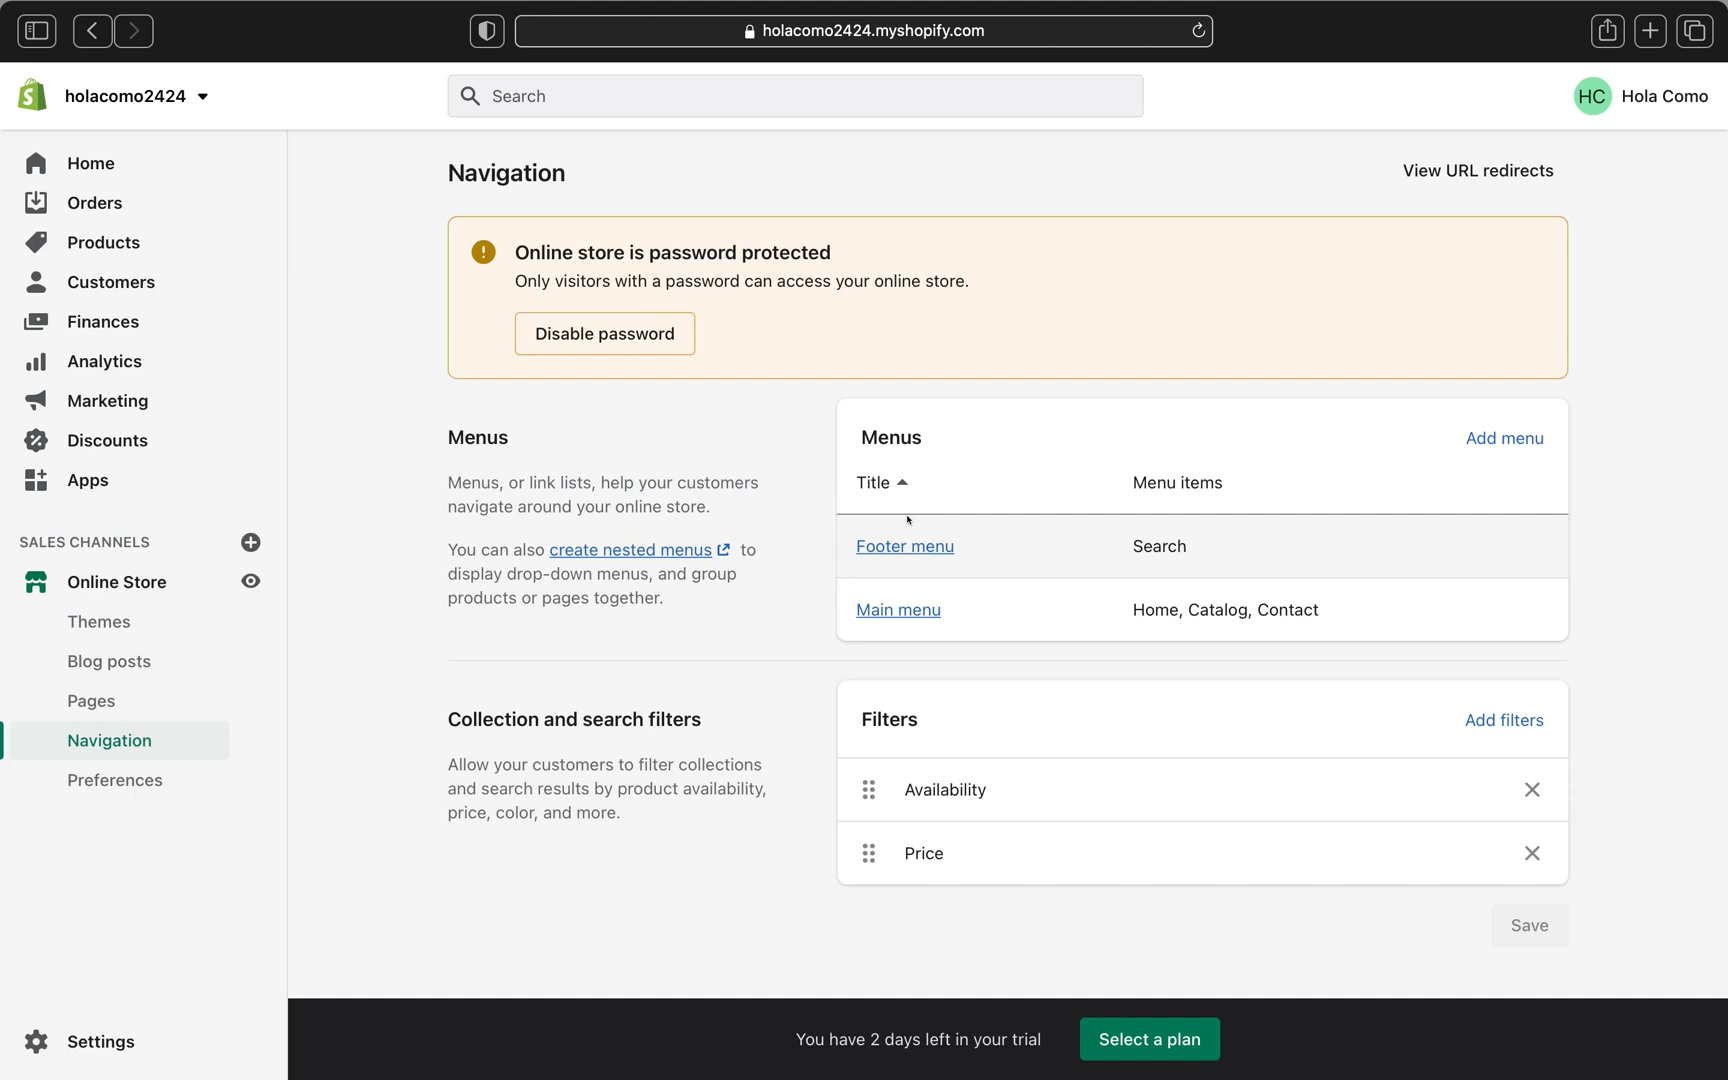 holacomo2424.myshopify.com
holacomo2424
Search
HC Hola Como
Home
Orders
Products
Customers
Finances
Analytics
Marketing
Discounts
Apps
SALES CHANNELS
Online Store
Themes
Blog posts
Pages
Navigation
Preferences
Settings
Navigation
View URL redirects
Online store is password protected
Only visitors with a password can access your online store.
Disable password
Menus
Menus, or link lists, help your customers
navigate around your online store.
You can also create nested menus to
display drop-down menus, and group
products or pages together.
Menus
Add menu
Title
Menu items
Footer menu
Search
Main menu
Home, Catalog, Contact
Collection and search filters
Allow your customers to filter collections
and search results by product availability,
price, color, and more.
Filters
Add filters
Availability
Price
Save
You have 2 days left in your trial
Select a plan